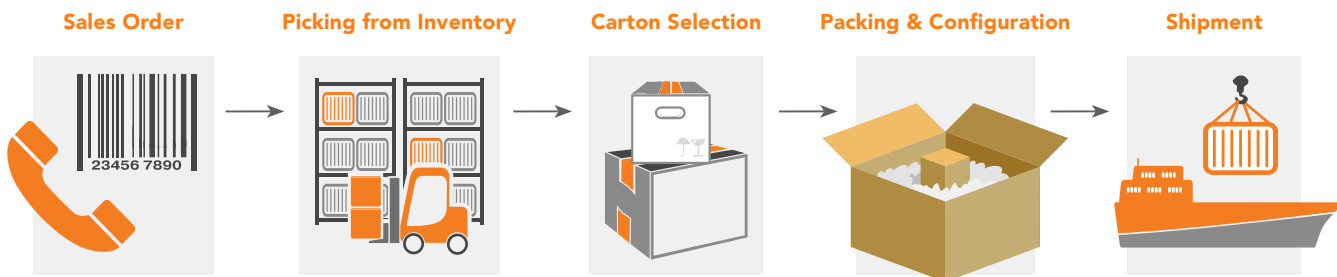 Sales Order
Picking from Inventory
Carton Selection
Packing & Configuration
Shipment
23456 7890